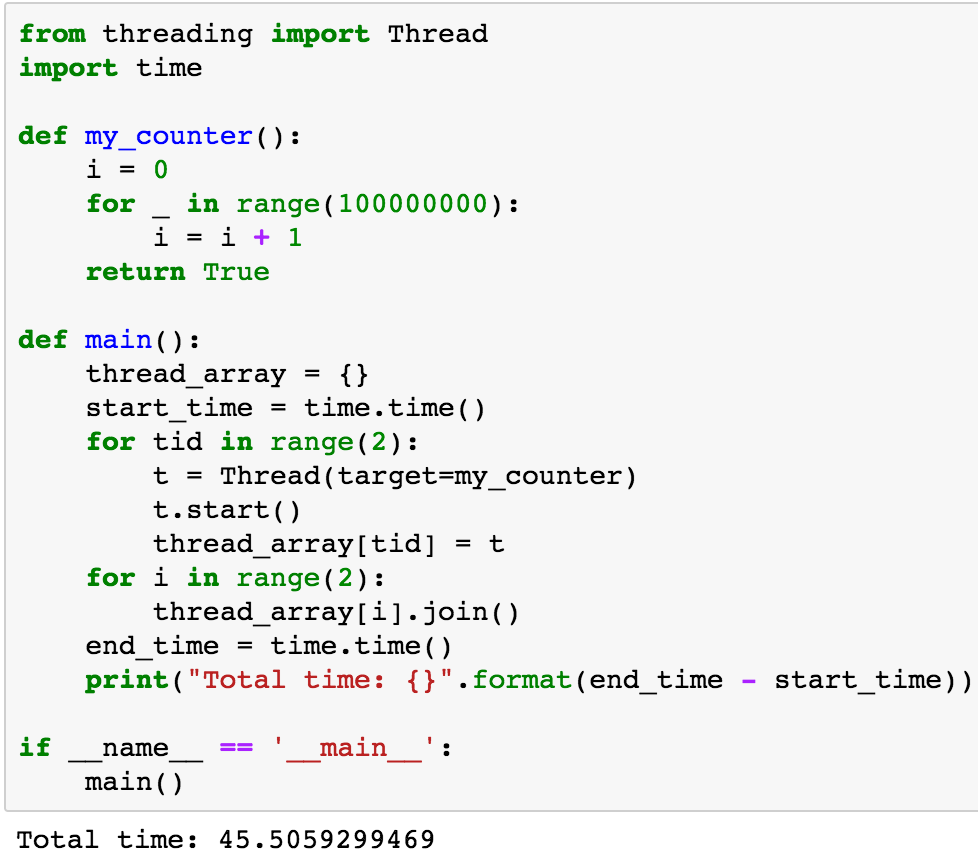 from threading import Thread
import time

def my_counter():
    i = 0
    for _ in range(100000000):
        i = i + 1
    return True

def main():
    thread_array = {}
    start_time = time.time()
    for tid in range(2):
        t = Thread(target=my_counter)
        t.start()
        thread_array[tid] = t
    for i in range(2):
        thread_array[i].join()
    end_time = time.time()
    print("Total time: {}".format(end_time - start_time))

if __name__ == '__main__':
    main()
Total time: 45.5059299469